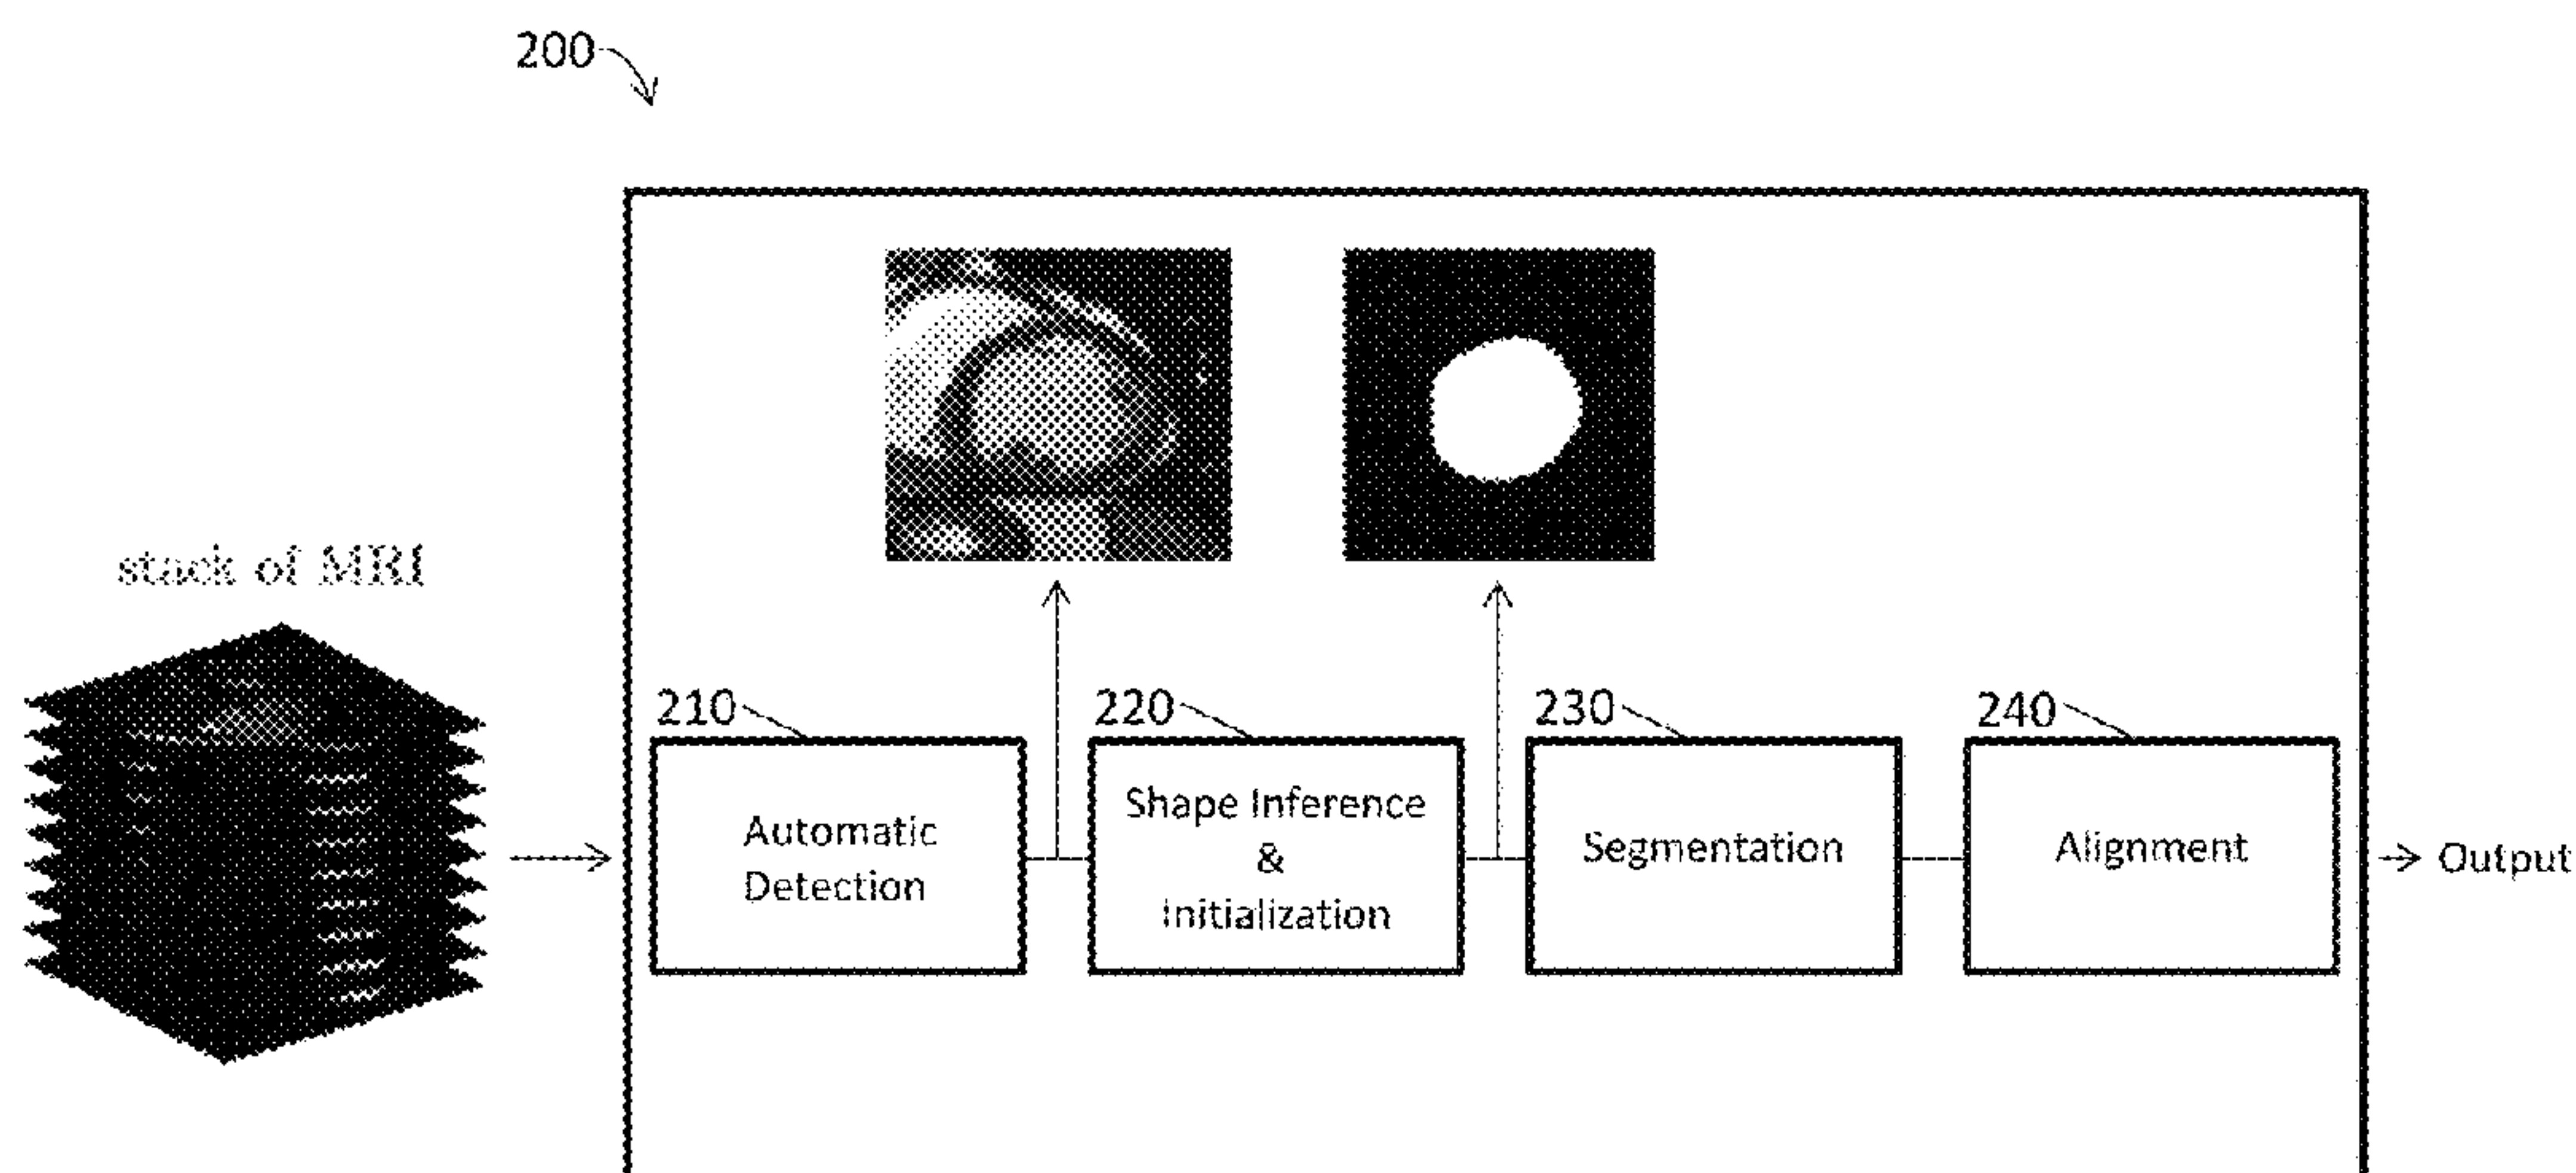 200
stack of MRI
210
220
230
240
Automatic
Detection
Shape Inference
&
Initialization
Segmentation
Alignment
Output